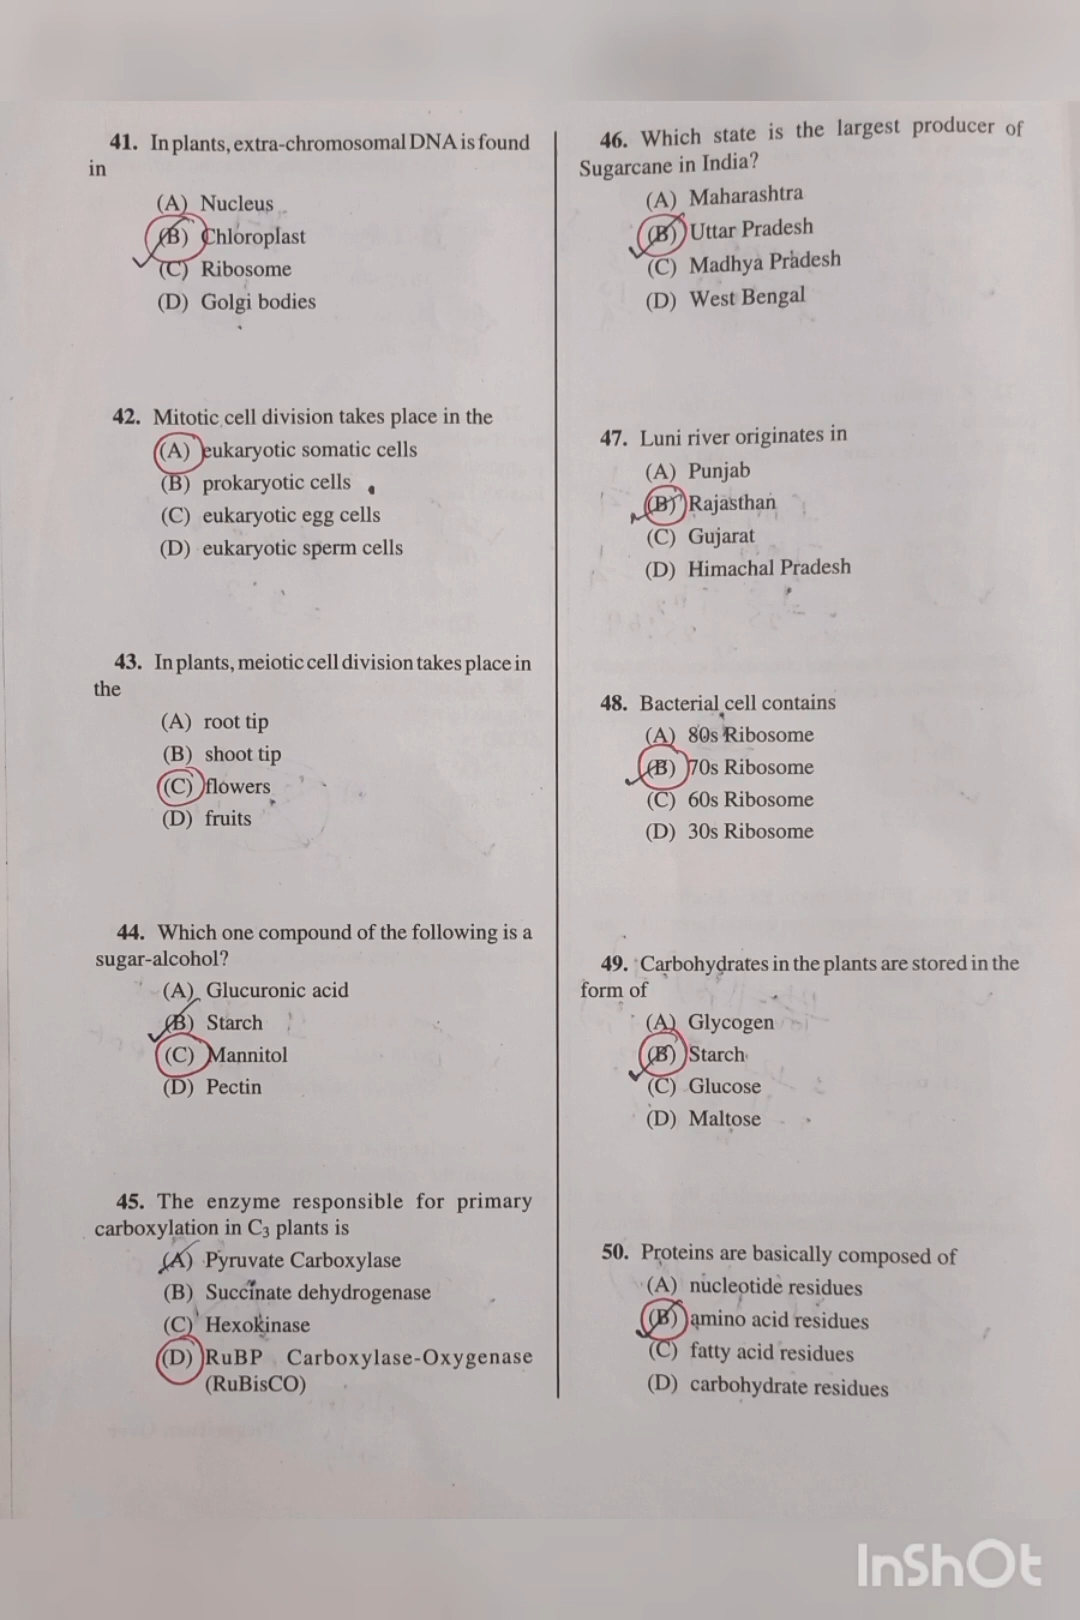 41. In plants, extra-chromosomal DNA is found
in
(A) Nucleus
(B) Chloroplast
(C) Ribosome
(D) Golgi bodies
42. Mitotic cell division takes place in the
(A) eukaryotic somatic cells
(B) prokaryotic cells
(C) eukaryotic egg cells
(D) eukaryotic sperm cells
43. In plants, meiotic cell division takes place in
the
(A) root tip
(B) shoot tip
(C) flowers
(D) fruits
44. Which one compound of the following is a
sugar-alcohol?
(A) Glucuronic acid
(B) Starch
(C) Mannitol
(D) Pectin
45. The enzyme responsible for primary
carboxylation in C₃ plants is
(A) Pyruvate Carboxylase
(B) Succinate dehydrogenase
(C) Hexokinase
(D) RuBP Carboxylase-Oxygenase
(RuBisCO)
46. Which state is the largest producer of
Sugarcane in India?
(A) Maharashtra
(B) Uttar Pradesh
(C) Madhya Pradesh
(D) West Bengal
47. Luni river originates in
(A) Punjab
(B) Rajasthan
(C) Gujarat
(D) Himachal Pradesh
48. Bacterial cell contains
(A) 80s Ribosome
(B) 70s Ribosome
(C) 60s Ribosome
(D) 30s Ribosome
49. Carbohydrates in the plants are stored in the
form of
(A) Glycogen
(B) Starch
(C) Glucose
(D) Maltose
50. Proteins are basically composed of
(A) nucleotide residues
(B) amino acid residues
(C) fatty acid residues
(D) carbohydrate residues
InShOt